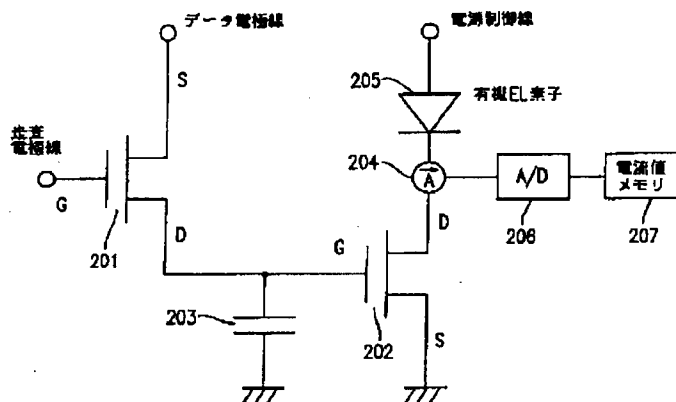 データ電極線
電源制御線
S
205
有機EL素子
走査
電極線
204
A
A/D
電流値
メモリ
G
D
206
207
201
D
G
203
202
S